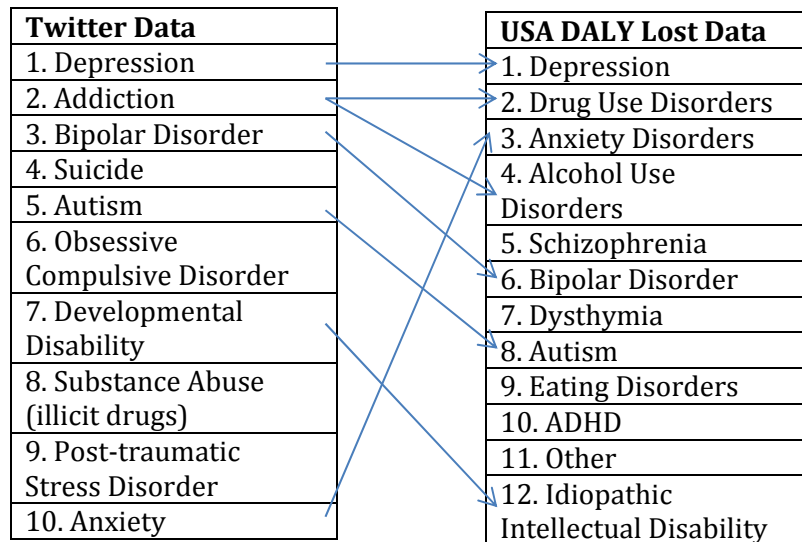 Twitter Data
1. Depression
2. Addiction
3. Bipolar Disorder
4. Suicide
5. Autism
6. Obsessive
Compulsive Disorder
7. Developmental
Disability
8. Substance Abuse
(illicit drugs)
9. Post-traumatic
Stress Disorder
10. Anxiety
USA DALY Lost Data
1. Depression
2. Drug Use Disorders
3. Anxiety Disorders
4. Alcohol Use
Disorders
5. Schizophrenia
6. Bipolar Disorder
7. Dysthymia
8. Autism
9. Eating Disorders
10. ADHD
11. Other
12. Idiopathic
Intellectual Disability